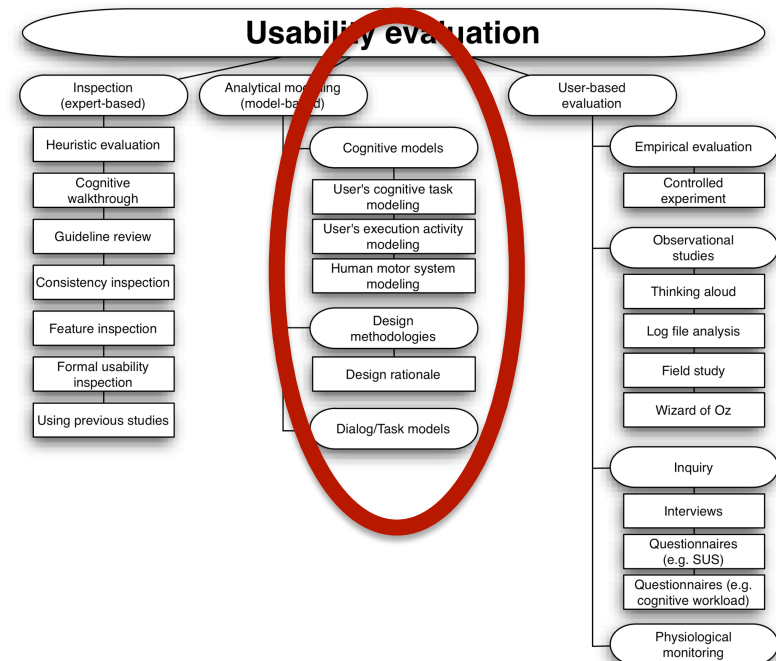 Usability evaluation
Inspection
(expert-based)
Heuristic evaluation
Cognitive
walkthrough
Guideline review
Consistency inspection
Feature inspection
Formal usability
inspection
Using previous studies
Analytical modeling
(model-based)
Cognitive models
User's cognitive task
modeling
User's execution activity
modeling
Human motor system
modeling
Design
methodologies
Design rationale
Dialog/Task models
User-based
evaluation
Empirical evaluation
Controlled
experiment
Observational
studies
Thinking aloud
Log file analysis
Field study
Wizard of Oz
Inquiry
Interviews
Questionnaires
(e.g. SUS)
Questionnaires (e.g.
cognitive workload)
Physiological
monitoring